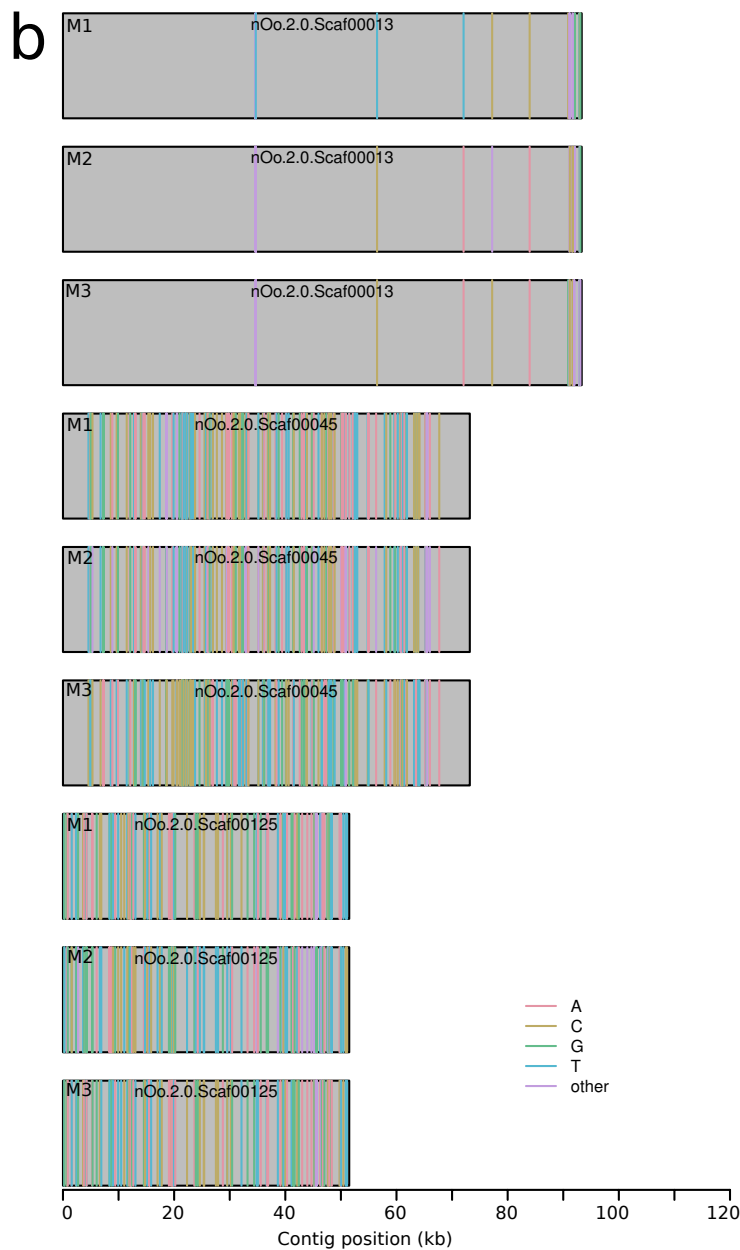 b
M1 nOo.2.0.Scaf00013
M2 nOo.2.0.Scaf00013
M3 nOo.2.0.Scaf00013
M1 nOo.2.0.Scaf00045
M2 nOo.2.0.Scaf00045
M3 nOo.2.0.Scaf00045
M1 nOo.2.0.Scaf00125
M2 nOo.2.0.Scaf00125
M3 nOo.2.0.Scaf00125
A
C
G
T
other
0 20 40 60 80 100 120
Contig position (kb)